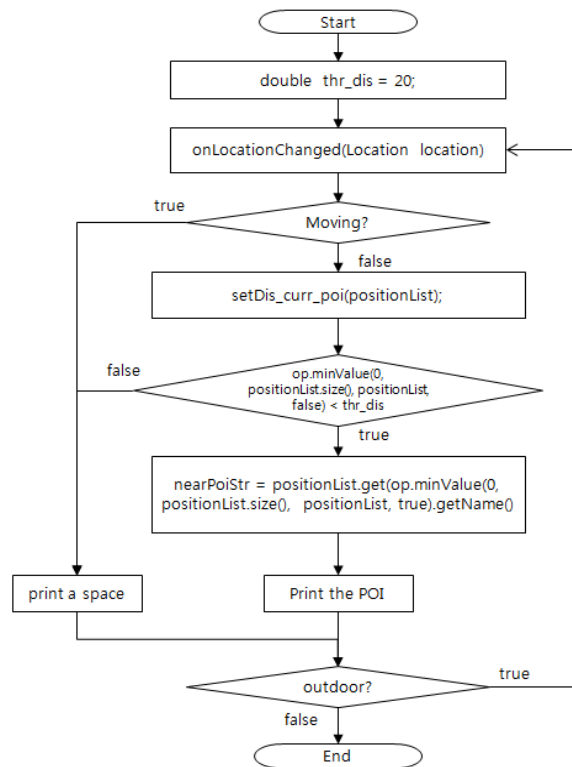 Start
double thr_dis = 20;
onLocationChanged(Location location)
true
Moving?
false
setDis_curr_poi(positionList);
false
op.minValue(0,
positionList.size(), positionList,
false) < thr_dis
true
nearPoiStr = positionList.get(op.minValue(0,
positionList.size(), positionList, true).getName()
print a space
Print the POI
outdoor?
true
false
End